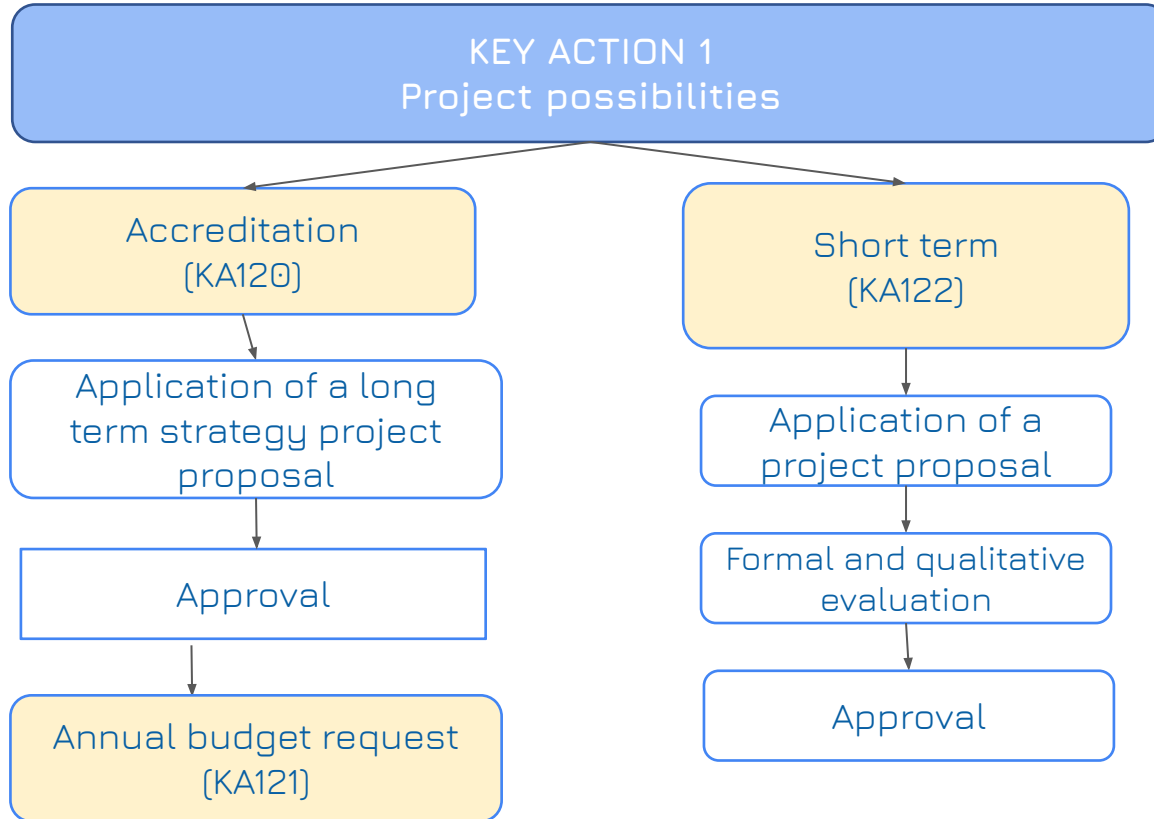 KEY ACTION 1
Project possibilities
Accreditation
(KA120)
Application of a long
term strategy project
proposal
Approval
Annual budget request
(KA121)
Short term
(KA122)
Application of a
project proposal
Formal and qualitative
evaluation
Approval